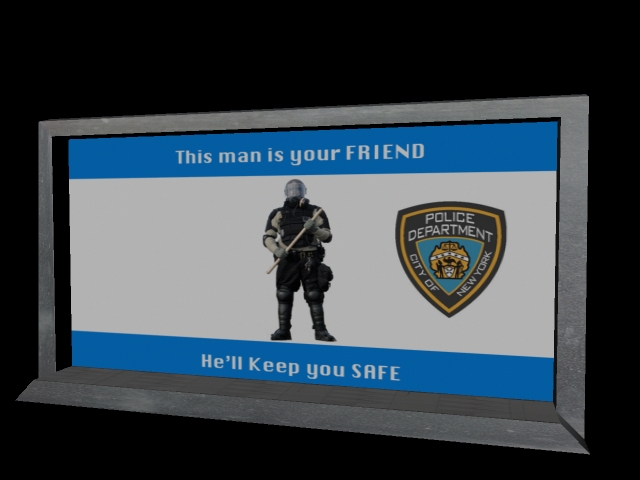 This man is your FRIEND
POLICE
DEPARTMENT
CITY OF
NEW YORK
He'll Keep you SAFE